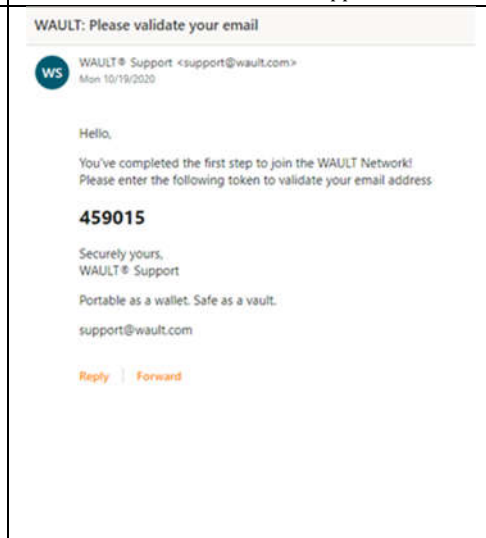 WAULT: Please validate your email
WS
WAULT® Support <support@wault.com>
Mon 10/19/2020
Hello,
You've completed the first step to join the WAULT Network!
Please enter the following token to validate your email address
459015
Securely yours,
WAULT® Support
Portable as a wallet. Safe as a vault.
support@wault.com
Reply | Forward